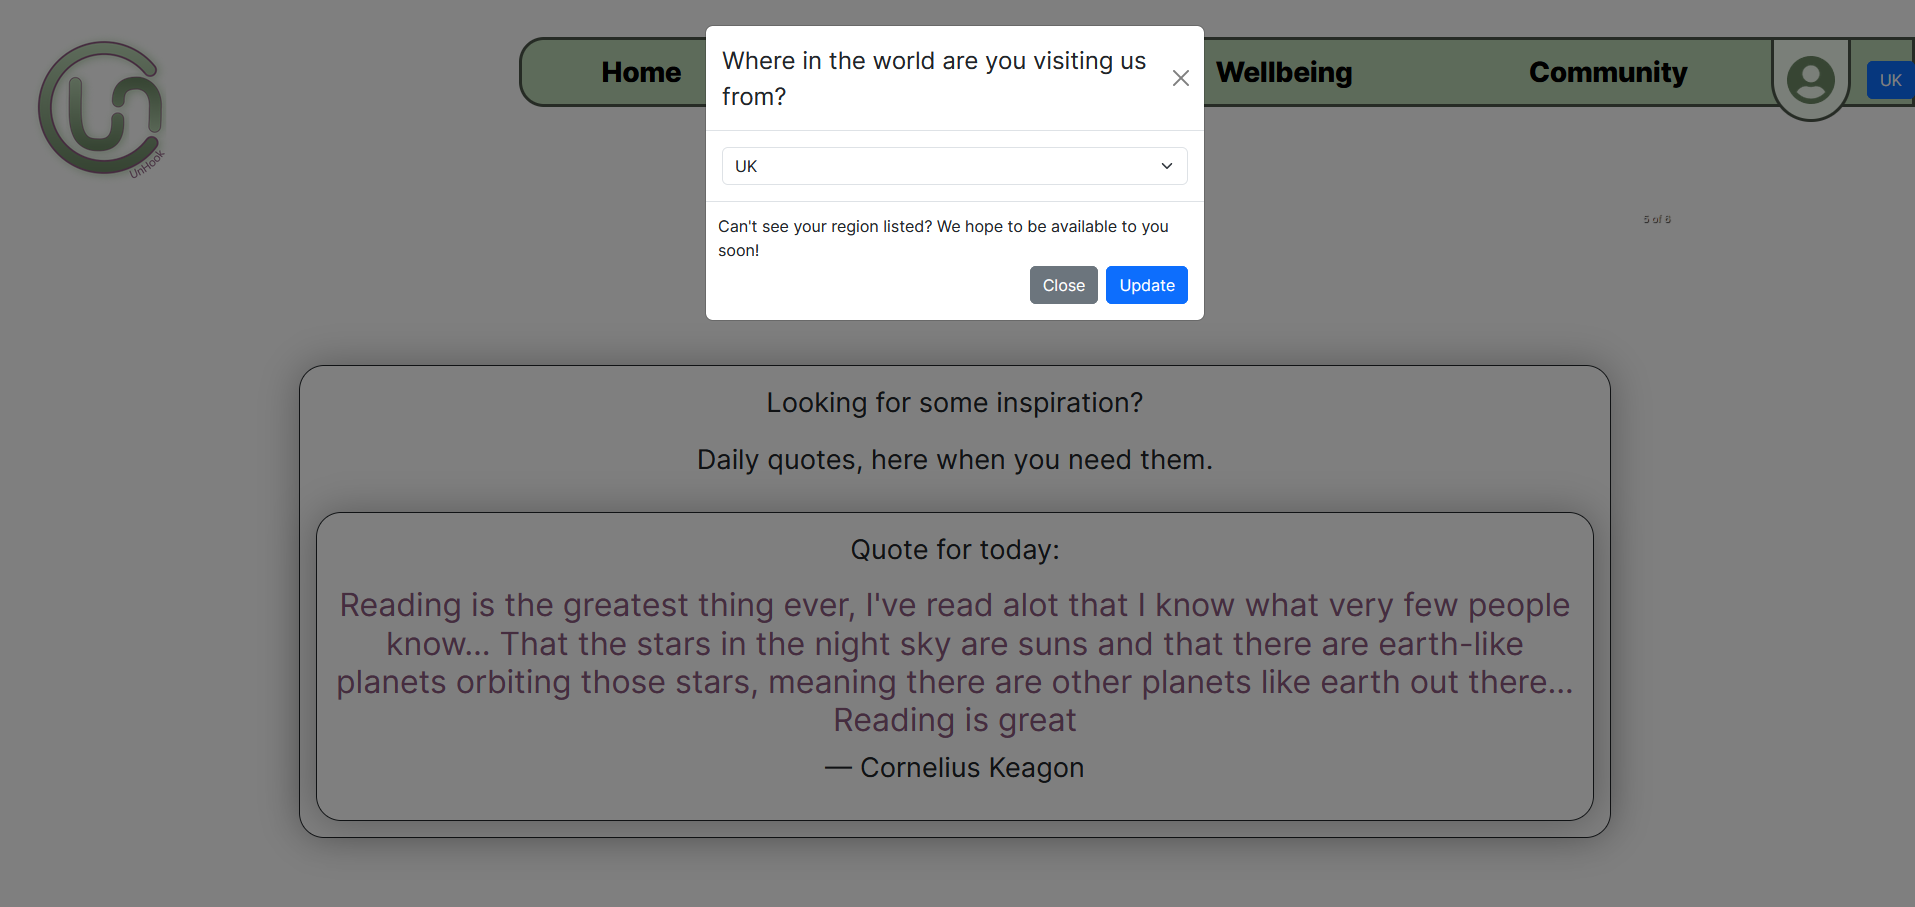 UnHook
Home
Wellbeing
Community
UK
Where in the world are you visiting us
from?
UK
Can't see your region listed? We hope to be available to you
soon!
Close
Update
5 of 6
Looking for some inspiration?
Daily quotes, here when you need them.
Quote for today:
Reading is the greatest thing ever, I've read alot that I know what very few people
know... That the stars in the night sky are suns and that there are earth-like
planets orbiting those stars, meaning there are other planets like earth out there...
Reading is great
— Cornelius Keagon